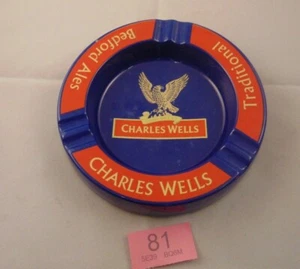 Bedford Ales
Traditional
CHARLES WELLS
CHARLES WELLS
81